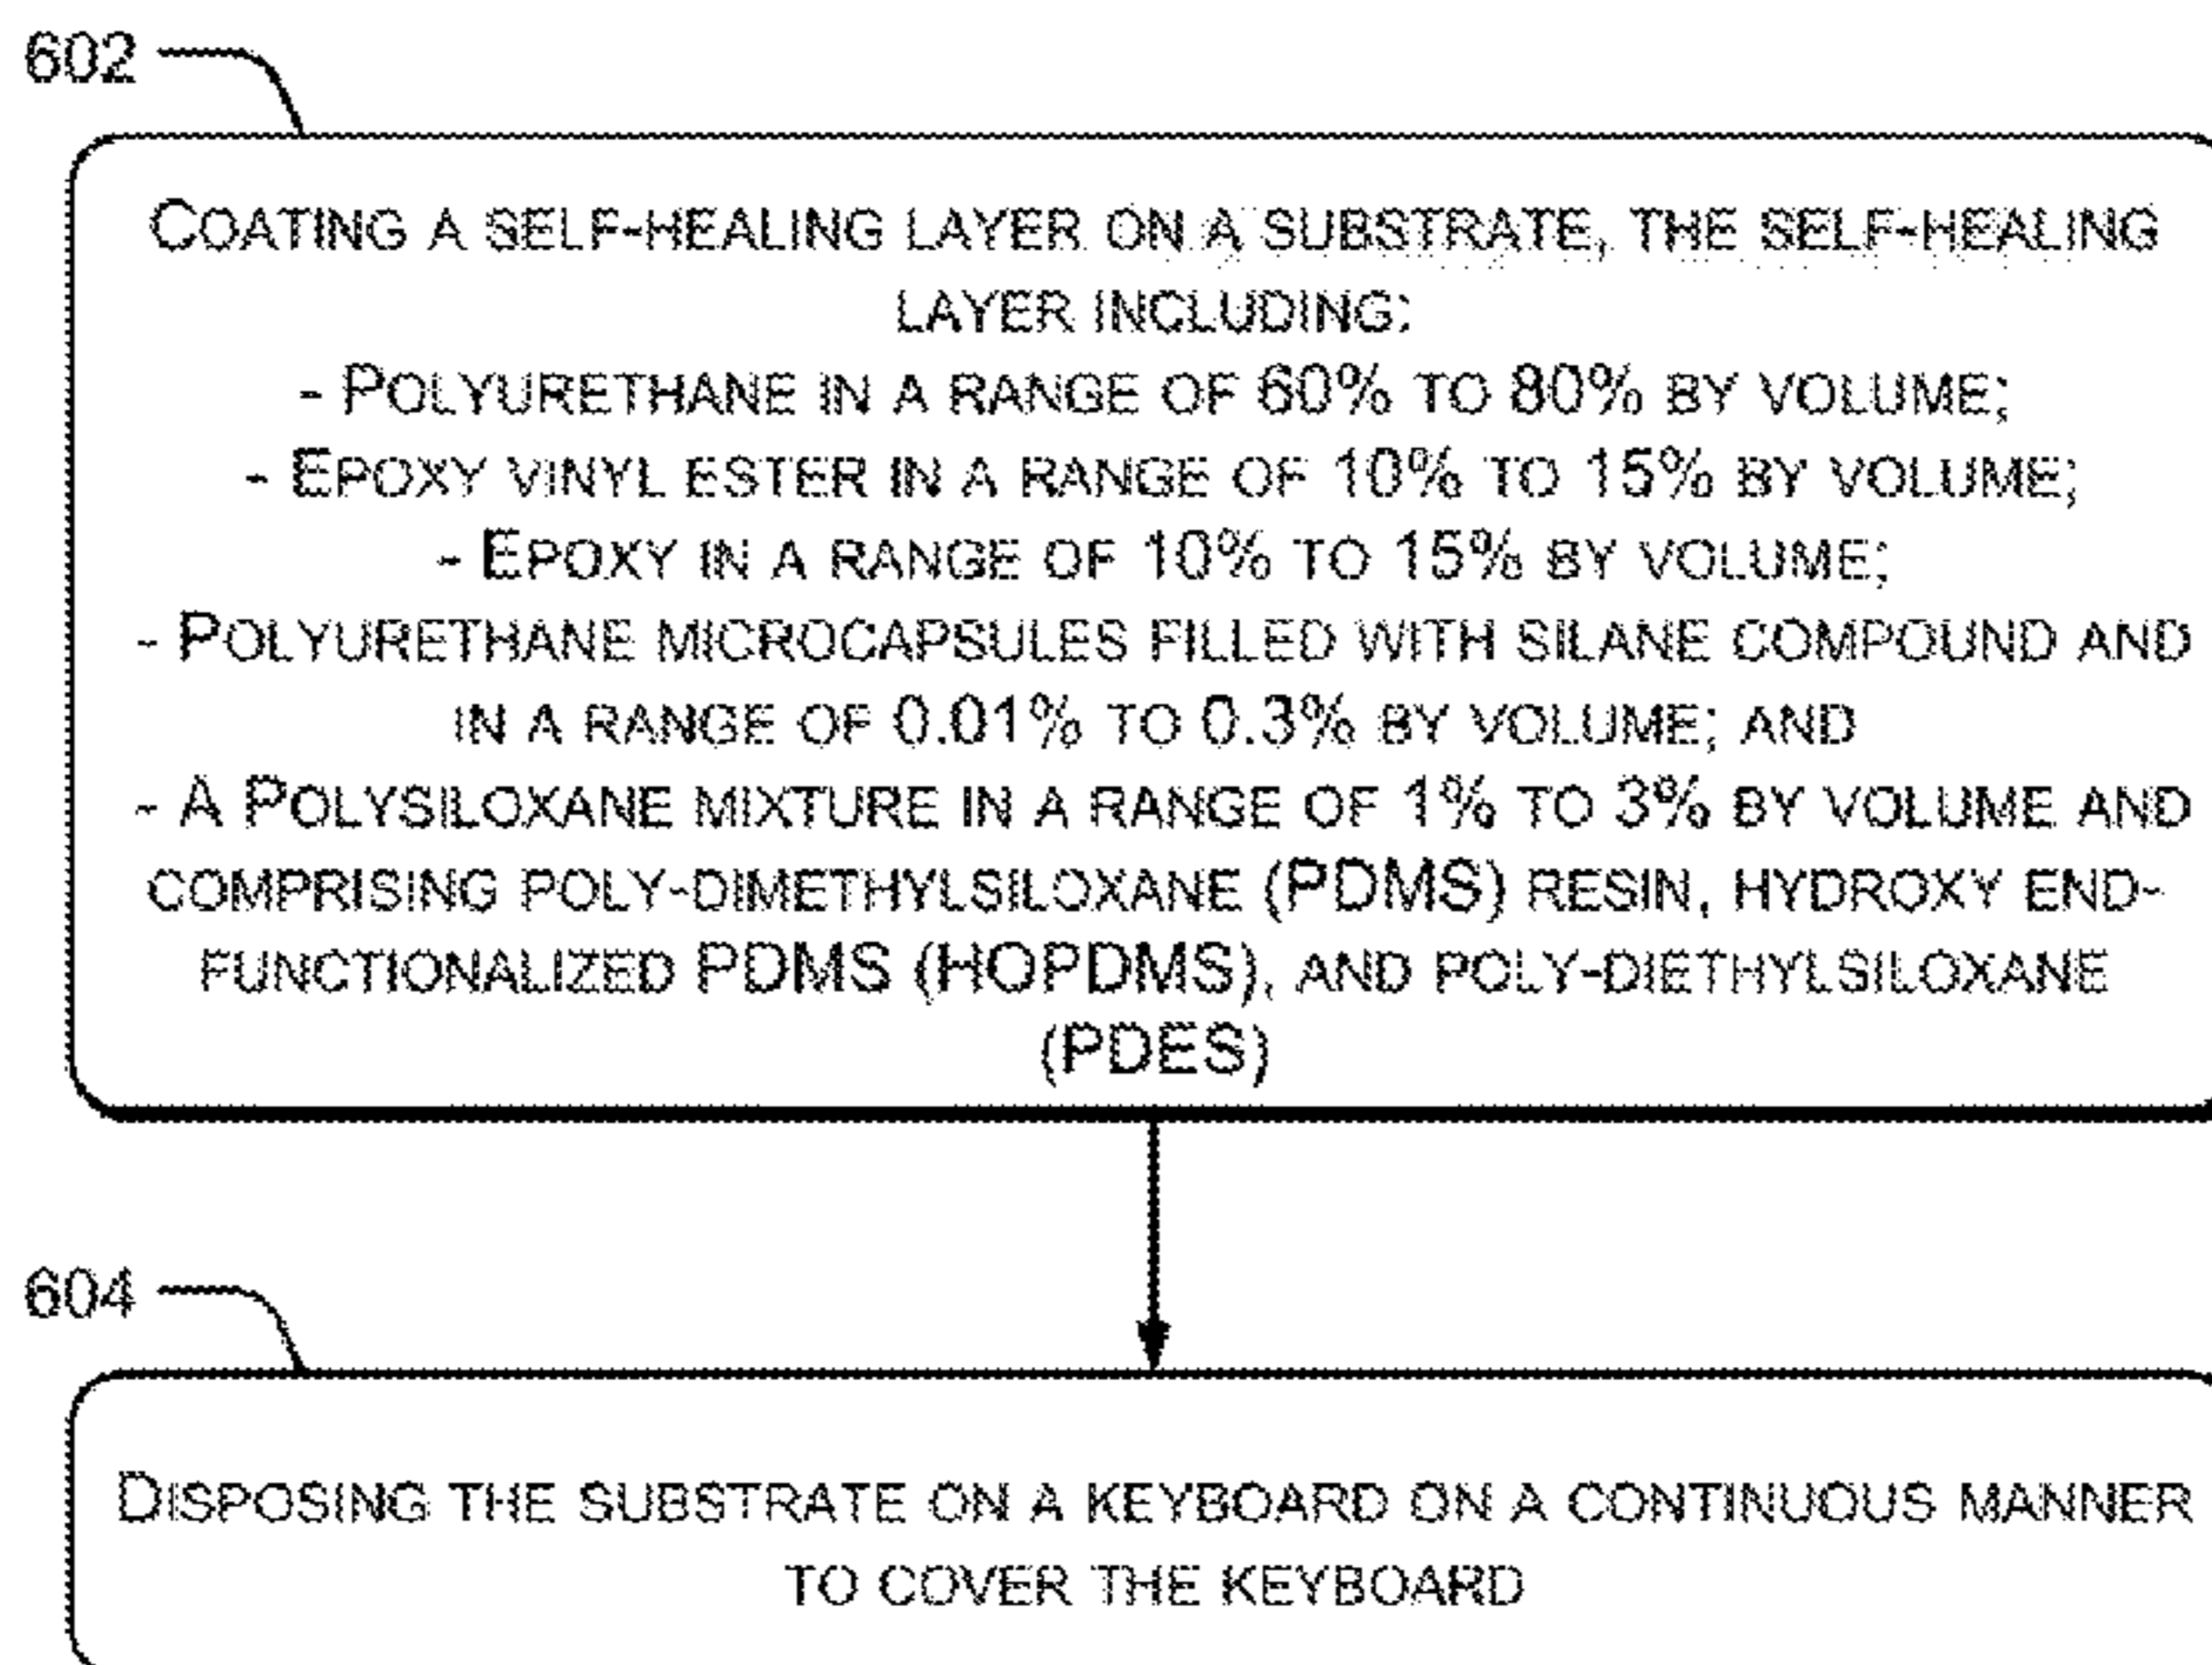 602
COATING A SELF-HEALING LAYER ON A SUBSTRATE, THE SELF-HEALING
LAYER INCLUDING:
- POLYURETHANE IN A RANGE OF 60% TO 80% BY VOLUME;
- EPOXY VINYL ESTER IN A RANGE OF 10% TO 15% BY VOLUME;
- EPOXY IN A RANGE OF 10% TO 15% BY VOLUME;
- POLYURETHANE MICROCAPSULES FILLED WITH SILANE COMPOUND AND
IN A RANGE OF 0.01% TO 0.3% BY VOLUME; AND
- A POLYSILOXANE MIXTURE IN A RANGE OF 1% TO 3% BY VOLUME AND
COMPRISING POLY-DIMETHYLSILOXANE (PDMS) RESIN, HYDROXY END-
FUNCTIONALIZED PDMS (HOPDMS), AND POLY-DIETHYLSILOXANE
(PDES)
604
DISPOSING THE SUBSTRATE ON A KEYBOARD ON A CONTINUOUS MANNER
TO COVER THE KEYBOARD